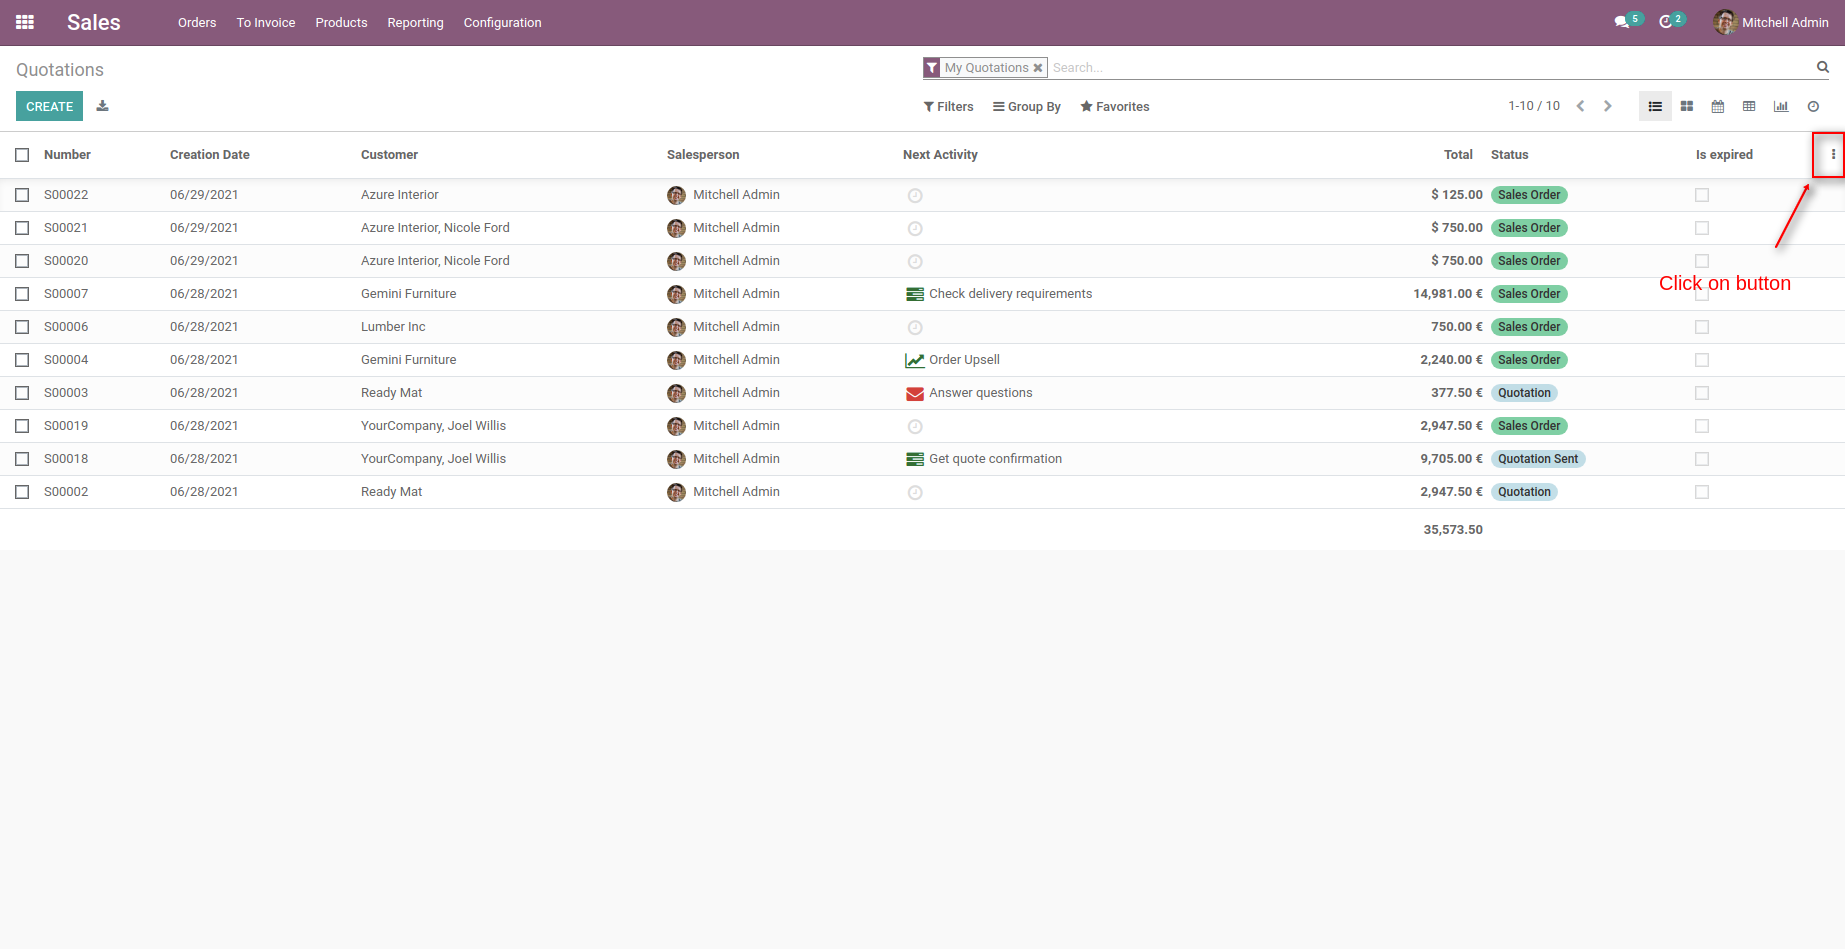 Sales Orders To Invoice Products Reporting Configuration 5 2 Mitchell Admin
Quotations My Quotations Search...
CREATE Filters Group By Favorites 1-10 / 10
Number Creation Date Customer Salesperson Next Activity Total Status Is expired
S00022 06/29/2021 Azure Interior Mitchell Admin $ 125.00 Sales Order
S00021 06/29/2021 Azure Interior, Nicole Ford Mitchell Admin $ 750.00 Sales Order
S00020 06/29/2021 Azure Interior, Nicole Ford Mitchell Admin $ 750.00 Sales Order
Click on button
S00007 06/28/2021 Gemini Furniture Mitchell Admin Check delivery requirements 14,981.00 € Sales Order
S00006 06/28/2021 Lumber Inc Mitchell Admin 750.00 € Sales Order
S00004 06/28/2021 Gemini Furniture Mitchell Admin Order Upsell 2,240.00 € Sales Order
S00003 06/28/2021 Ready Mat Mitchell Admin Answer questions 377.50 € Quotation
S00019 06/28/2021 YourCompany, Joel Willis Mitchell Admin 2,947.50 € Sales Order
S00018 06/28/2021 YourCompany, Joel Willis Mitchell Admin Get quote confirmation 9,705.00 € Quotation Sent
S00002 06/28/2021 Ready Mat Mitchell Admin 2,947.50 € Quotation
35,573.50